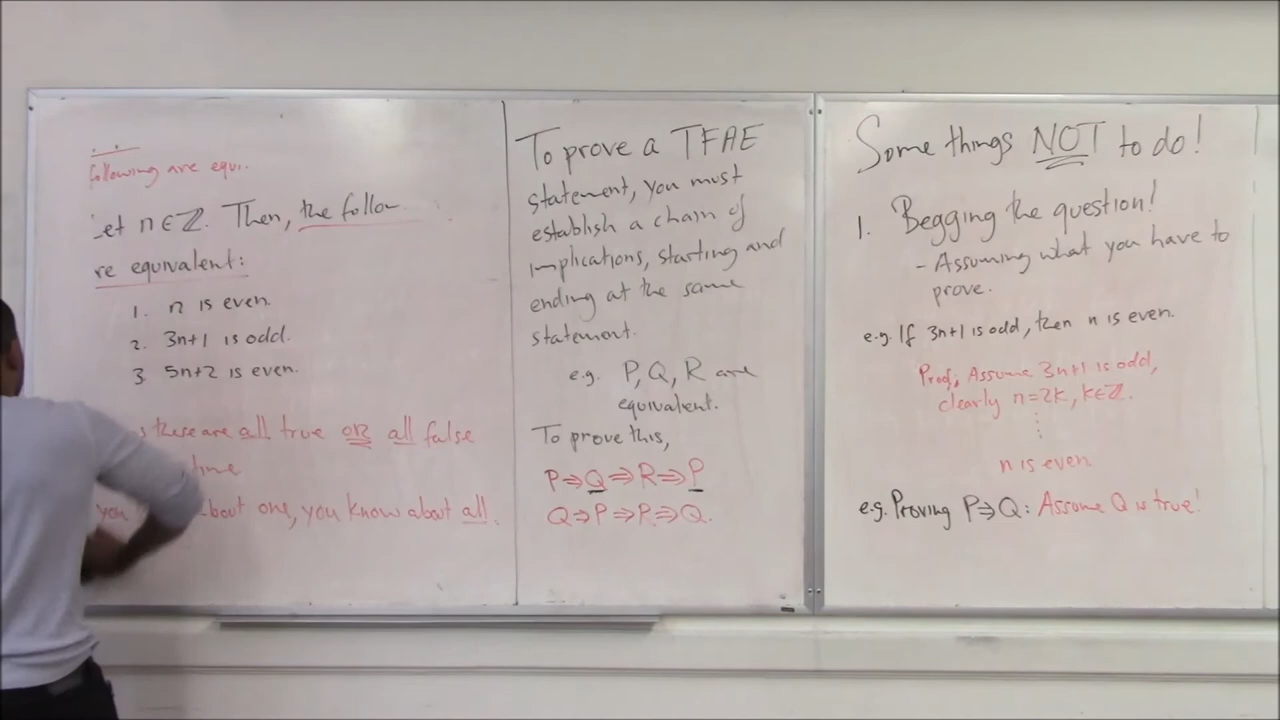 following are equi.
et n ∈ ℤ. Then, the follow
re equivalent:
1. n is even.
2. 3n+1 is odd.
3. 5n+2 is even.
s these are all true OR all false
time
you about one, you know about all.
To prove a TFAE
statement, you must
establish a chain of
implications, starting and
ending at the same
statement.
e.g. P, Q, R are
equivalent.
To prove this,
P ⇒ Q ⇒ R ⇒ P
Q ⇒ P ⇒ R ⇒ Q.
Some things NOT to do!
1. Begging the question!
- Assuming what you have to
prove.
e.g. If 3n+1 is odd, then n is even.
Proof, Assume 3n+1 is odd,
clearly n=2k, k∈ℤ.
⋮
n is even
e.g. Proving P ⇒ Q: Assume Q is true!